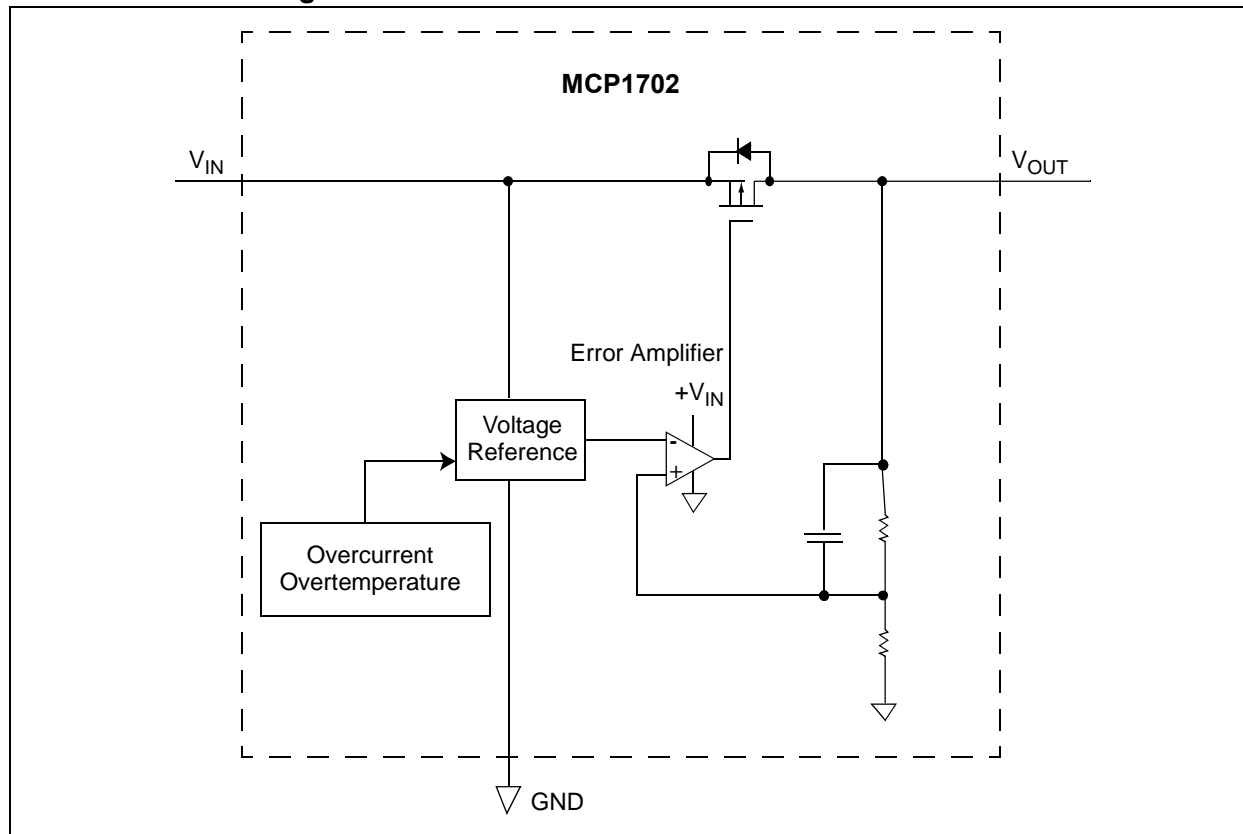 g
MCP1702
V_IN
V_OUT
Error Amplifier
+V_IN
Voltage
Reference
-
+
Overcurrent
Overtemperature
GND